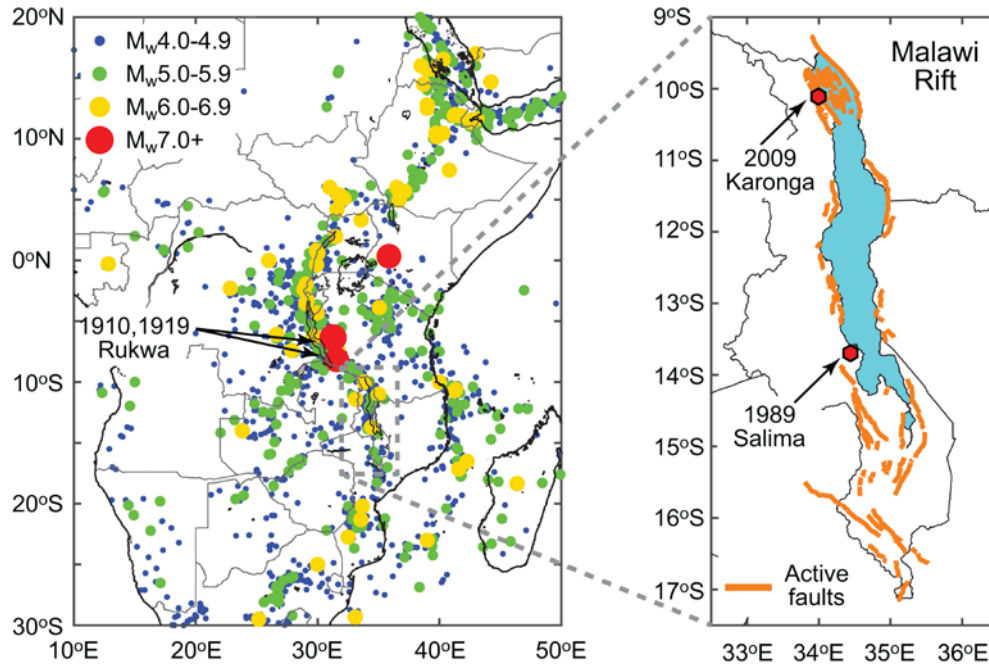 20°N
10°N
0°N
10°S
20°S
30°S
10°E
20°E
30°E
40°E
50°E
Mw4.0-4.9
Mw5.0-5.9
Mw6.0-6.9
Mw7.0+
1910,1919
Rukwa
9°S
10°S
11°S
12°S
13°S
14°S
15°S
16°S
17°S
33°E
34°E
35°E
36°E
Malawi
Rift
2009
Karonga
1989
Salima
Active
faults